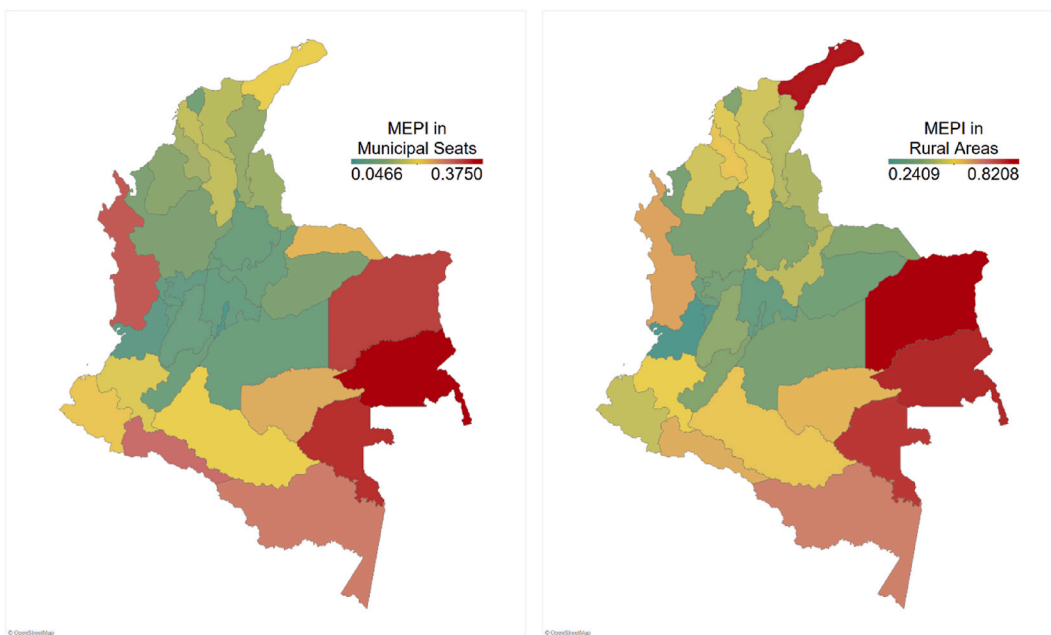 MEPI in
Municipal Seats
0.0466 0.3750
© OpenStreetMap
MEPI in
Rural Areas
0.2409 0.8208
© OpenStreetMap